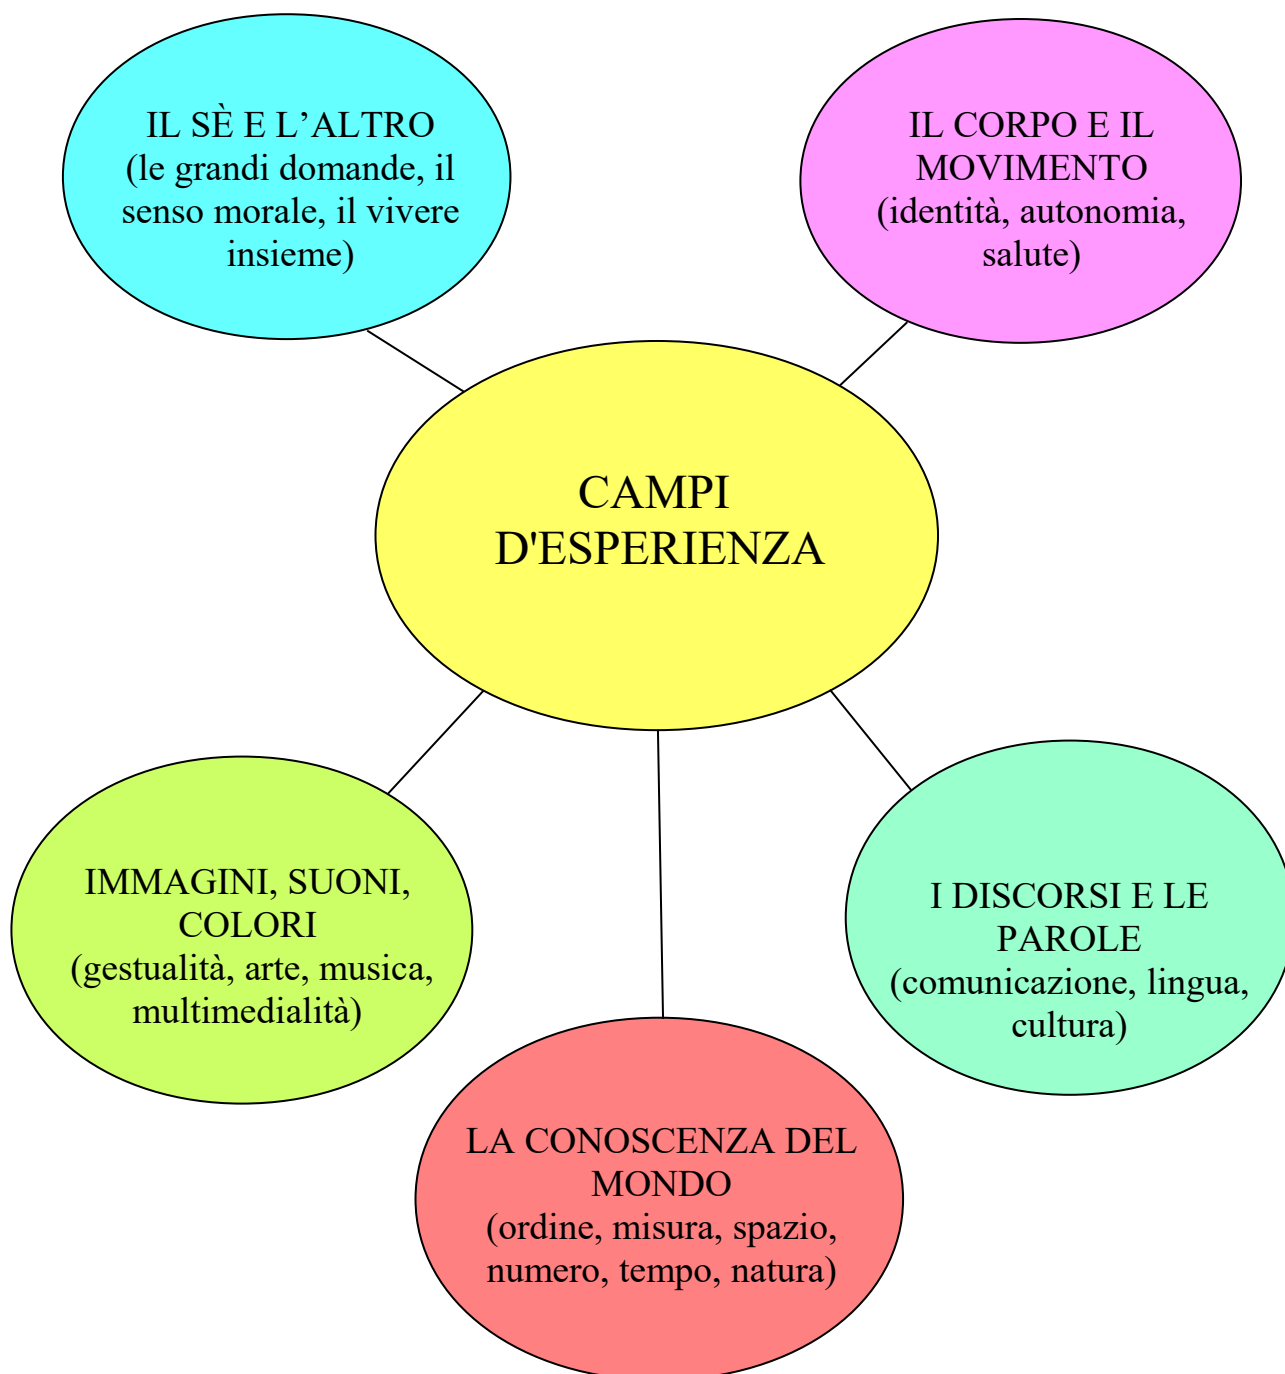 IL SÈ E L’ALTRO
(le grandi domande, il
senso morale, il vivere
insieme)
IL CORPO E IL
MOVIMENTO
(identità, autonomia,
salute)
CAMPI
D'ESPERIENZA
IMMAGINI, SUONI,
COLORI
(gestualità, arte, musica,
multimedialità)
I DISCORSI E LE
PAROLE
(comunicazione, lingua,
cultura)
LA CONOSCENZA DEL
MONDO
(ordine, misura, spazio,
numero, tempo, natura)